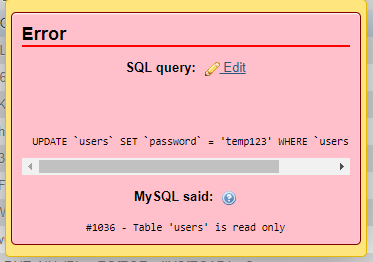 Error
SQL query: Edit
UPDATE `users` SET `password` = 'temp123' WHERE `users
MySQL said:
#1036 - Table 'users' is read only